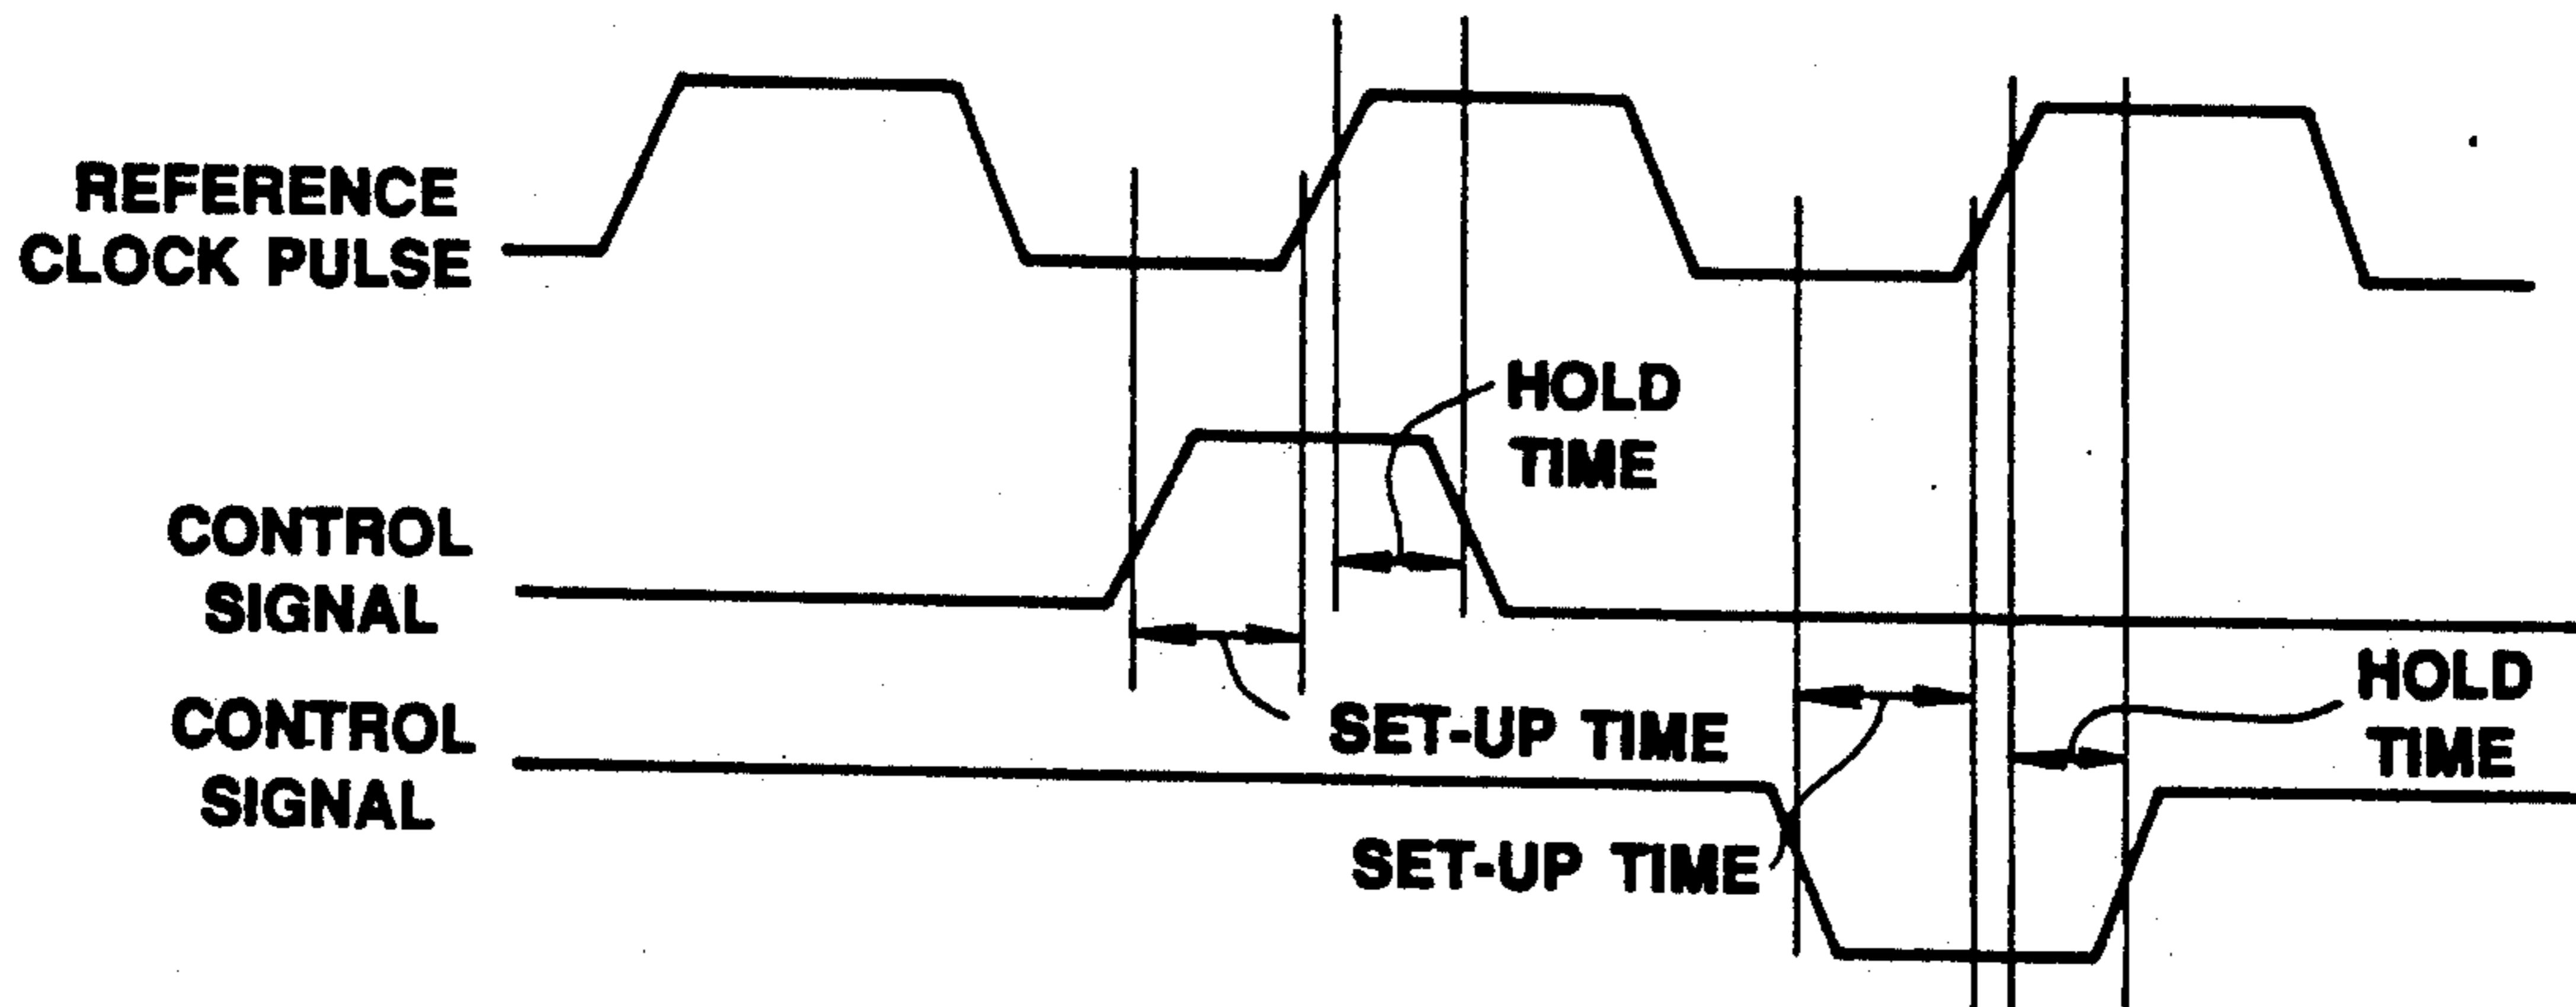 REFERENCE
CLOCK PULSE
HOLD
TIME
CONTROL
SIGNAL
SET-UP TIME
HOLD
TIME
CONTROL
SIGNAL
SET-UP TIME